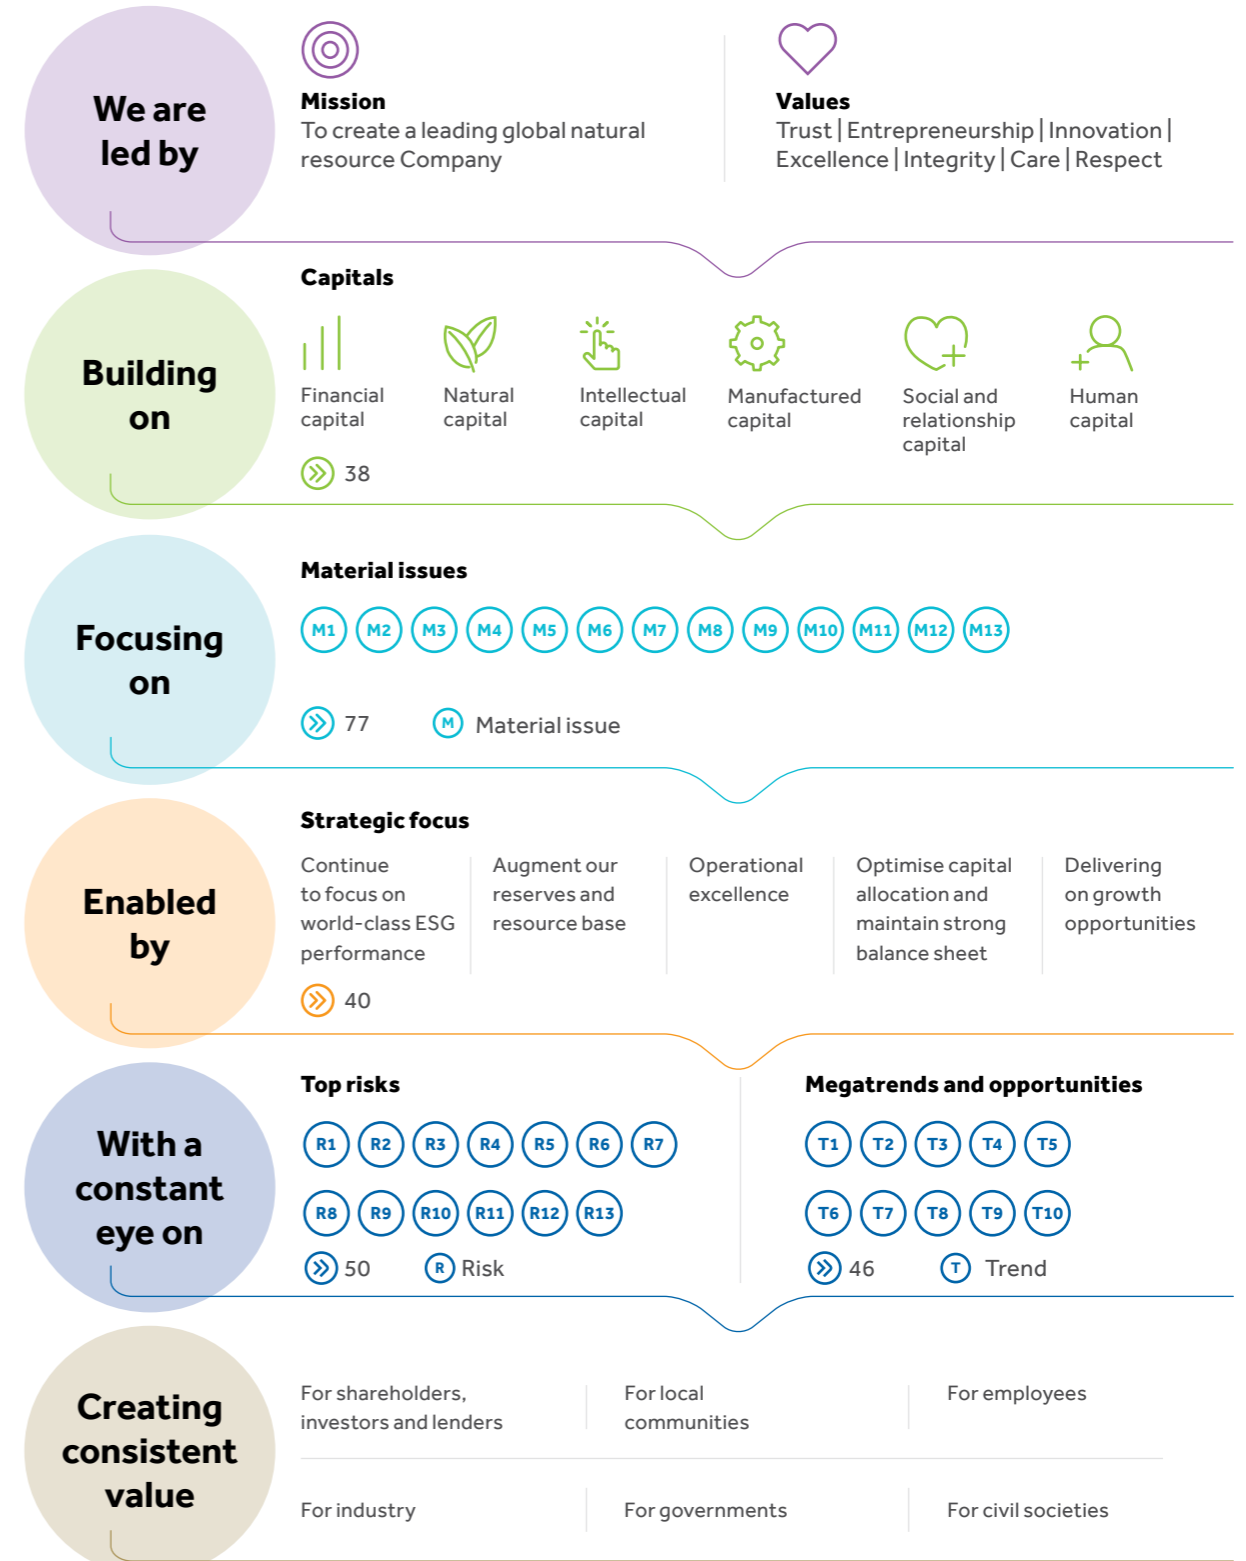 We are
led by
Mission
To create a leading global natural
resource Company
Values
Trust | Entrepreneurship | Innovation |
Excellence | Integrity | Care | Respect
Building
on
Capitals
Financial
capital
Natural
capital
Intellectual
capital
Manufactured
capital
Social and
relationship
capital
Human
capital
38
Focusing
on
Material issues
M1 M2 M3 M4 M5 M6 M7 M8 M9 M10 M11 M12 M13
77
M Material issue
Enabled
by
Strategic focus
Continue
to focus on
world-class ESG
performance
Augment our
reserves and
resource base
Operational
excellence
Optimise capital
allocation and
maintain strong
balance sheet
Delivering
on growth
opportunities
40
With a
constant
eye on
Top risks
R1 R2 R3 R4 R5 R6 R7
R8 R9 R10 R11 R12 R13
50
R Risk
Megatrends and opportunities
T1 T2 T3 T4 T5
T6 T7 T8 T9 T10
46
T Trend
Creating
consistent
value
For shareholders,
investors and lenders
For local
communities
For employees
For industry
For governments
For civil societies